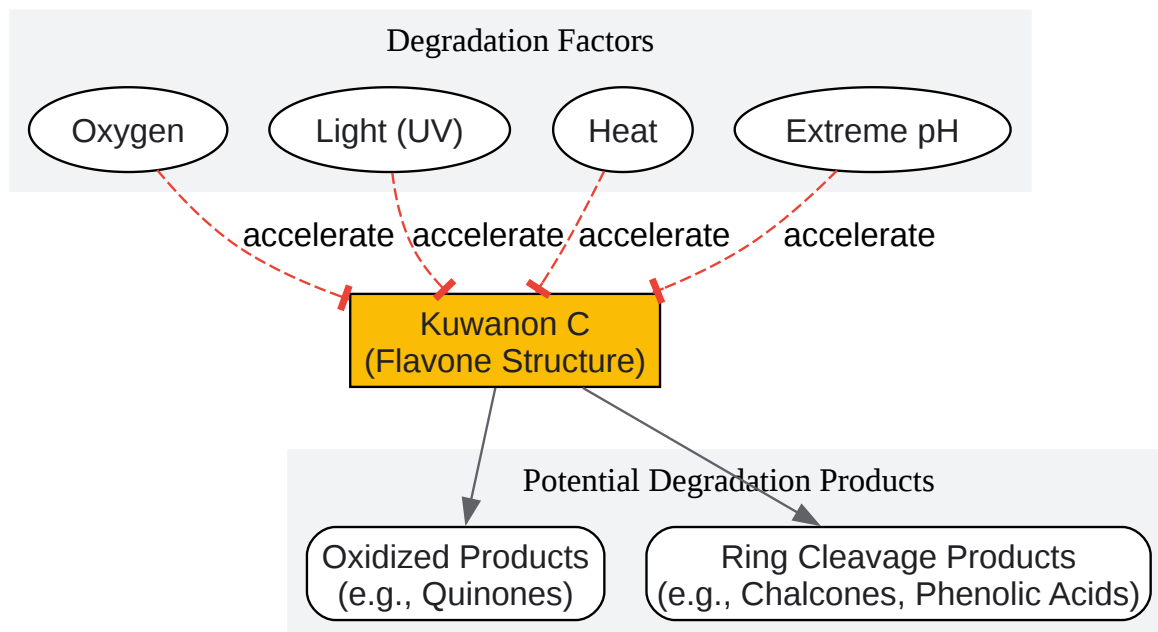 Degradation Factors
Oxygen
Light (UV)
Heat
Extreme pH
accelerate
accelerate
accelerate
accelerate
Kuwanon C
(Flavone Structure)
Potential Degradation Products
Oxidized Products
(e.g., Quinones)
Ring Cleavage Products
(e.g., Chalcones, Phenolic Acids)